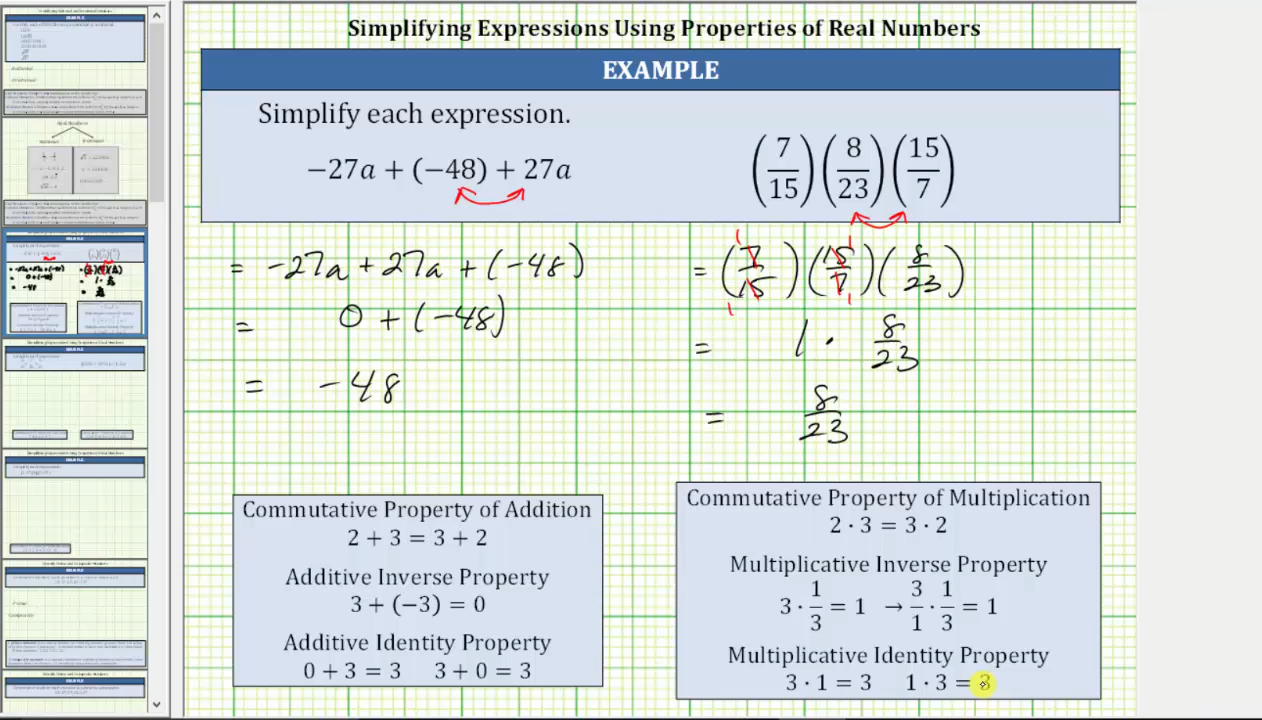 Simplifying Expressions Using Properties of Real Numbers
EXAMPLE
Simplify each expression.
−27a + (−48) + 27a
(7/15)(8/23)(15/7)
= -27a + 27a + (-48)
= 0 + (-48)
= -48
= (7/15)(15/7)(8/23)
1 1
1 1
= 1 · 8/23
= 8/23
Commutative Property of Addition
2 + 3 = 3 + 2
Additive Inverse Property
3 + (−3) = 0
Additive Identity Property
0 + 3 = 3 3 + 0 = 3
Commutative Property of Multiplication
2 · 3 = 3 · 2
Multiplicative Inverse Property
3 · 1/3 = 1 → 3/1 · 1/3 = 1
Multiplicative Identity Property
3 · 1 = 3 1 · 3 = 3